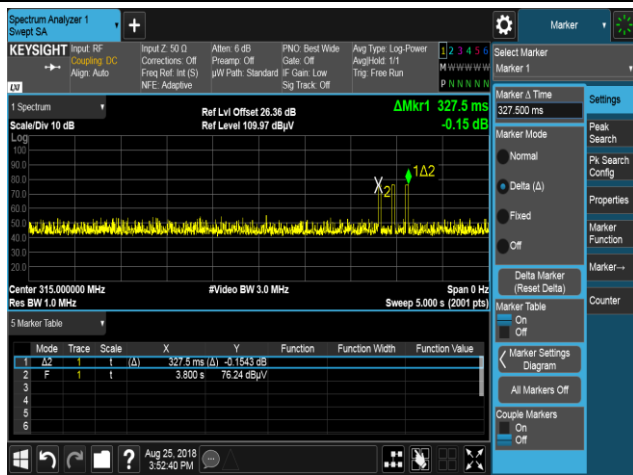 Spectrum Analyzer 1
Swept SA
Marker
KEYSIGHT
Input: RF
Coupling: DC
Align: Auto
Input Z: 50 Ω
Corrections: Off
Freq Ref: Int (S)
NFE: Adaptive
Atten: 6 dB
Preamp: Off
µW Path: Standard
PNO: Best Wide
Gate: Off
IF Gain: Low
Sig Track: Off
Avg Type: Log-Power
Avg|Hold: 1/1
Trig: Free Run
1 2 3 4 5 6
M W W W W W
P N N N N N
LXI
1 Spectrum
Scale/Div 10 dB
Ref Lvl Offset 26.36 dB
Ref Level 109.97 dBµV
ΔMkr1 327.5 ms
-0.15 dB
Log
100
90.0
80.0
70.0
60.0
50.0
40.0
30.0
20.0
X2
1Δ2
Center 315.000000 MHz
#Video BW 3.0 MHz
Span 0 Hz
Res BW 1.0 MHz
Sweep 5.000 s (2001 pts)
5 Marker Table
Mode Trace Scale X Y Function Function Width Function Value
1 Δ2 1 t (Δ) 327.5 ms (Δ) -0.1543 dB
2 F 1 t 3.800 s 76.24 dBµV
3
4
5
6
?
Aug 25, 2018
3:52:40 PM
Select Marker
Marker 1
Marker Δ Time
327.500 ms
Marker Mode
Normal
Delta (Δ)
Fixed
Off
Delta Marker
(Reset Delta)
Marker Table
On
Off
Marker Settings
Diagram
All Markers Off
Couple Markers
On
Off
Settings
Peak
Search
Pk Search
Config
Properties
Marker
Function
Marker→
Counter